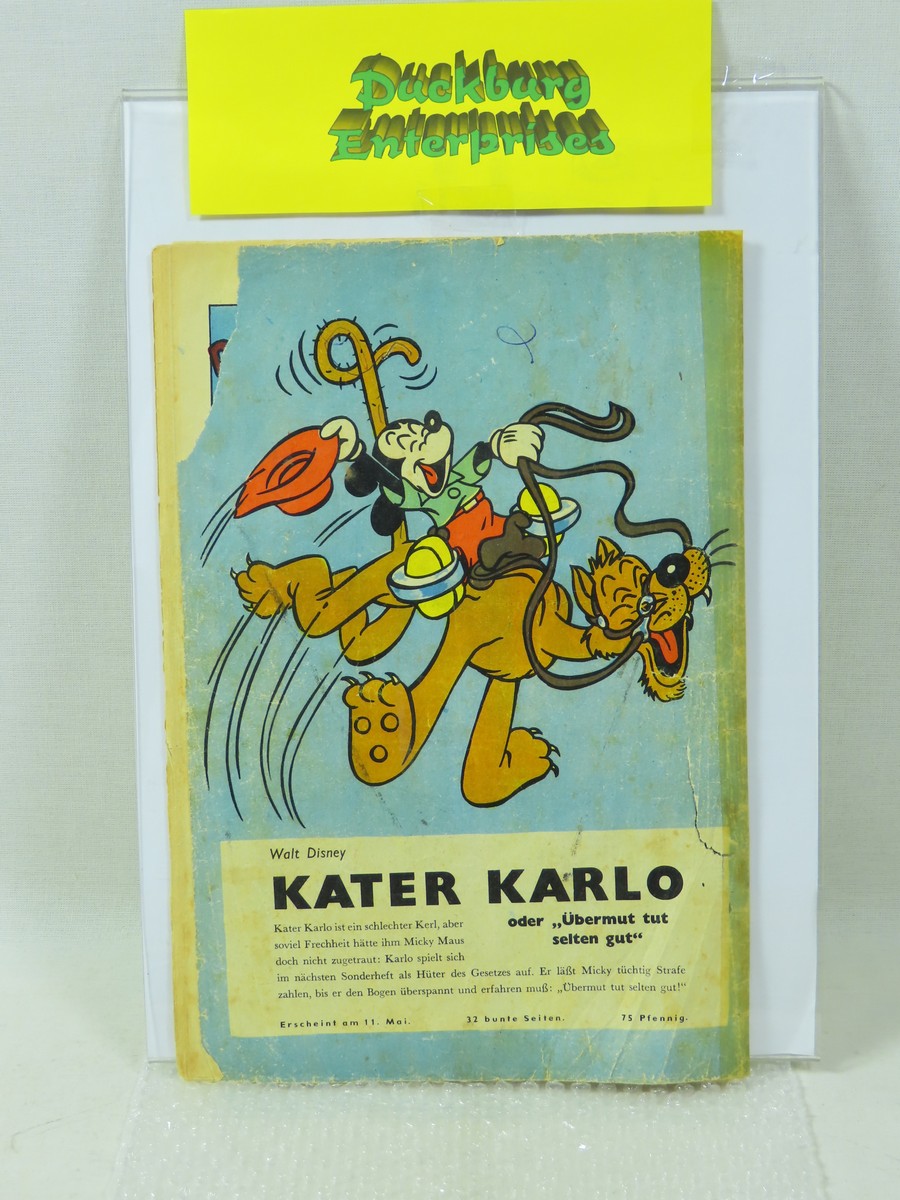 Duckburg
Enterprises
Walt Disney
KATER KARLO
oder „Übermut tut
selten gut“
Kater Karlo ist ein schlechter Kerl, aber
soviel Frechheit hätte ihm Micky Maus
doch nicht zugetraut: Karlo spielt sich
im nächsten Sonderheft als Hüter des Gesetzes auf. Er läßt Micky tüchtig Strafe
zahlen, bis er den Bogen überspannt und erfahren muß: „Übermut tut selten gut!“
Erscheint am 11. Mai. 32 bunte Seiten. 75 Pfennig.